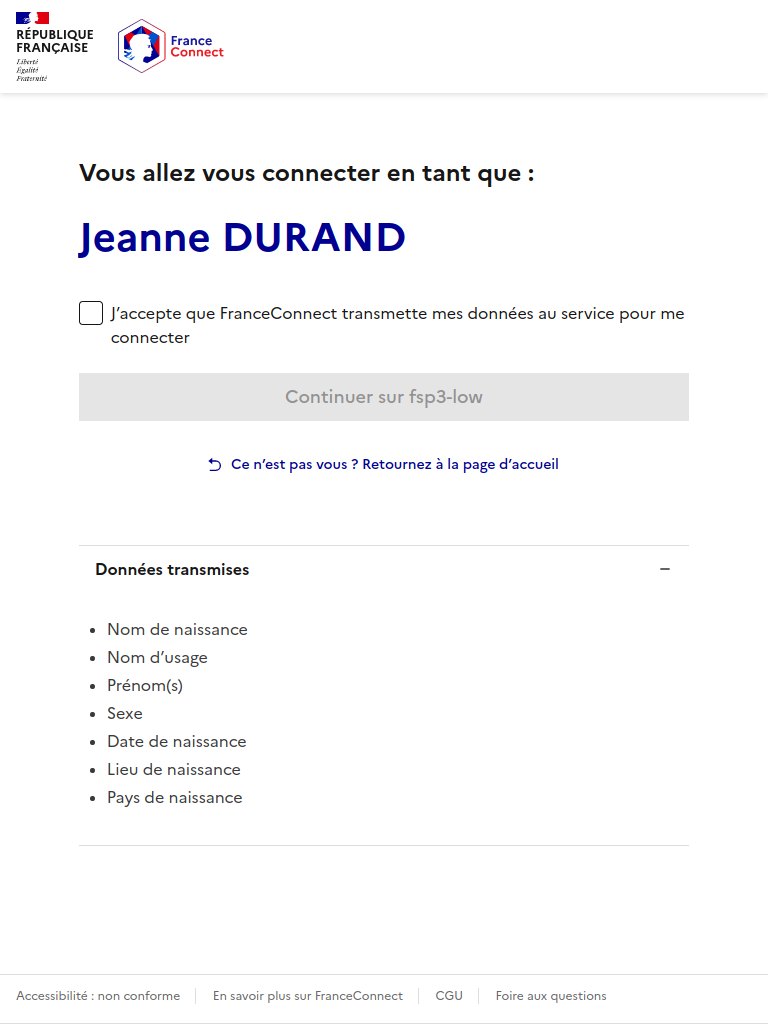 RÉPUBLIQUE
FRANÇAISE
Liberté
Égalité
Fraternité
France
Connect
Vous allez vous connecter en tant que :
Jeanne DURAND
J’accepte que FranceConnect transmette mes données au service pour me
connecter
Continuer sur fsp3-low
Ce n’est pas vous ? Retournez à la page d’accueil
Données transmises
Nom de naissance
Nom d’usage
Prénom(s)
Sexe
Date de naissance
Lieu de naissance
Pays de naissance
Accessibilité : non conforme
En savoir plus sur FranceConnect
CGU
Foire aux questions